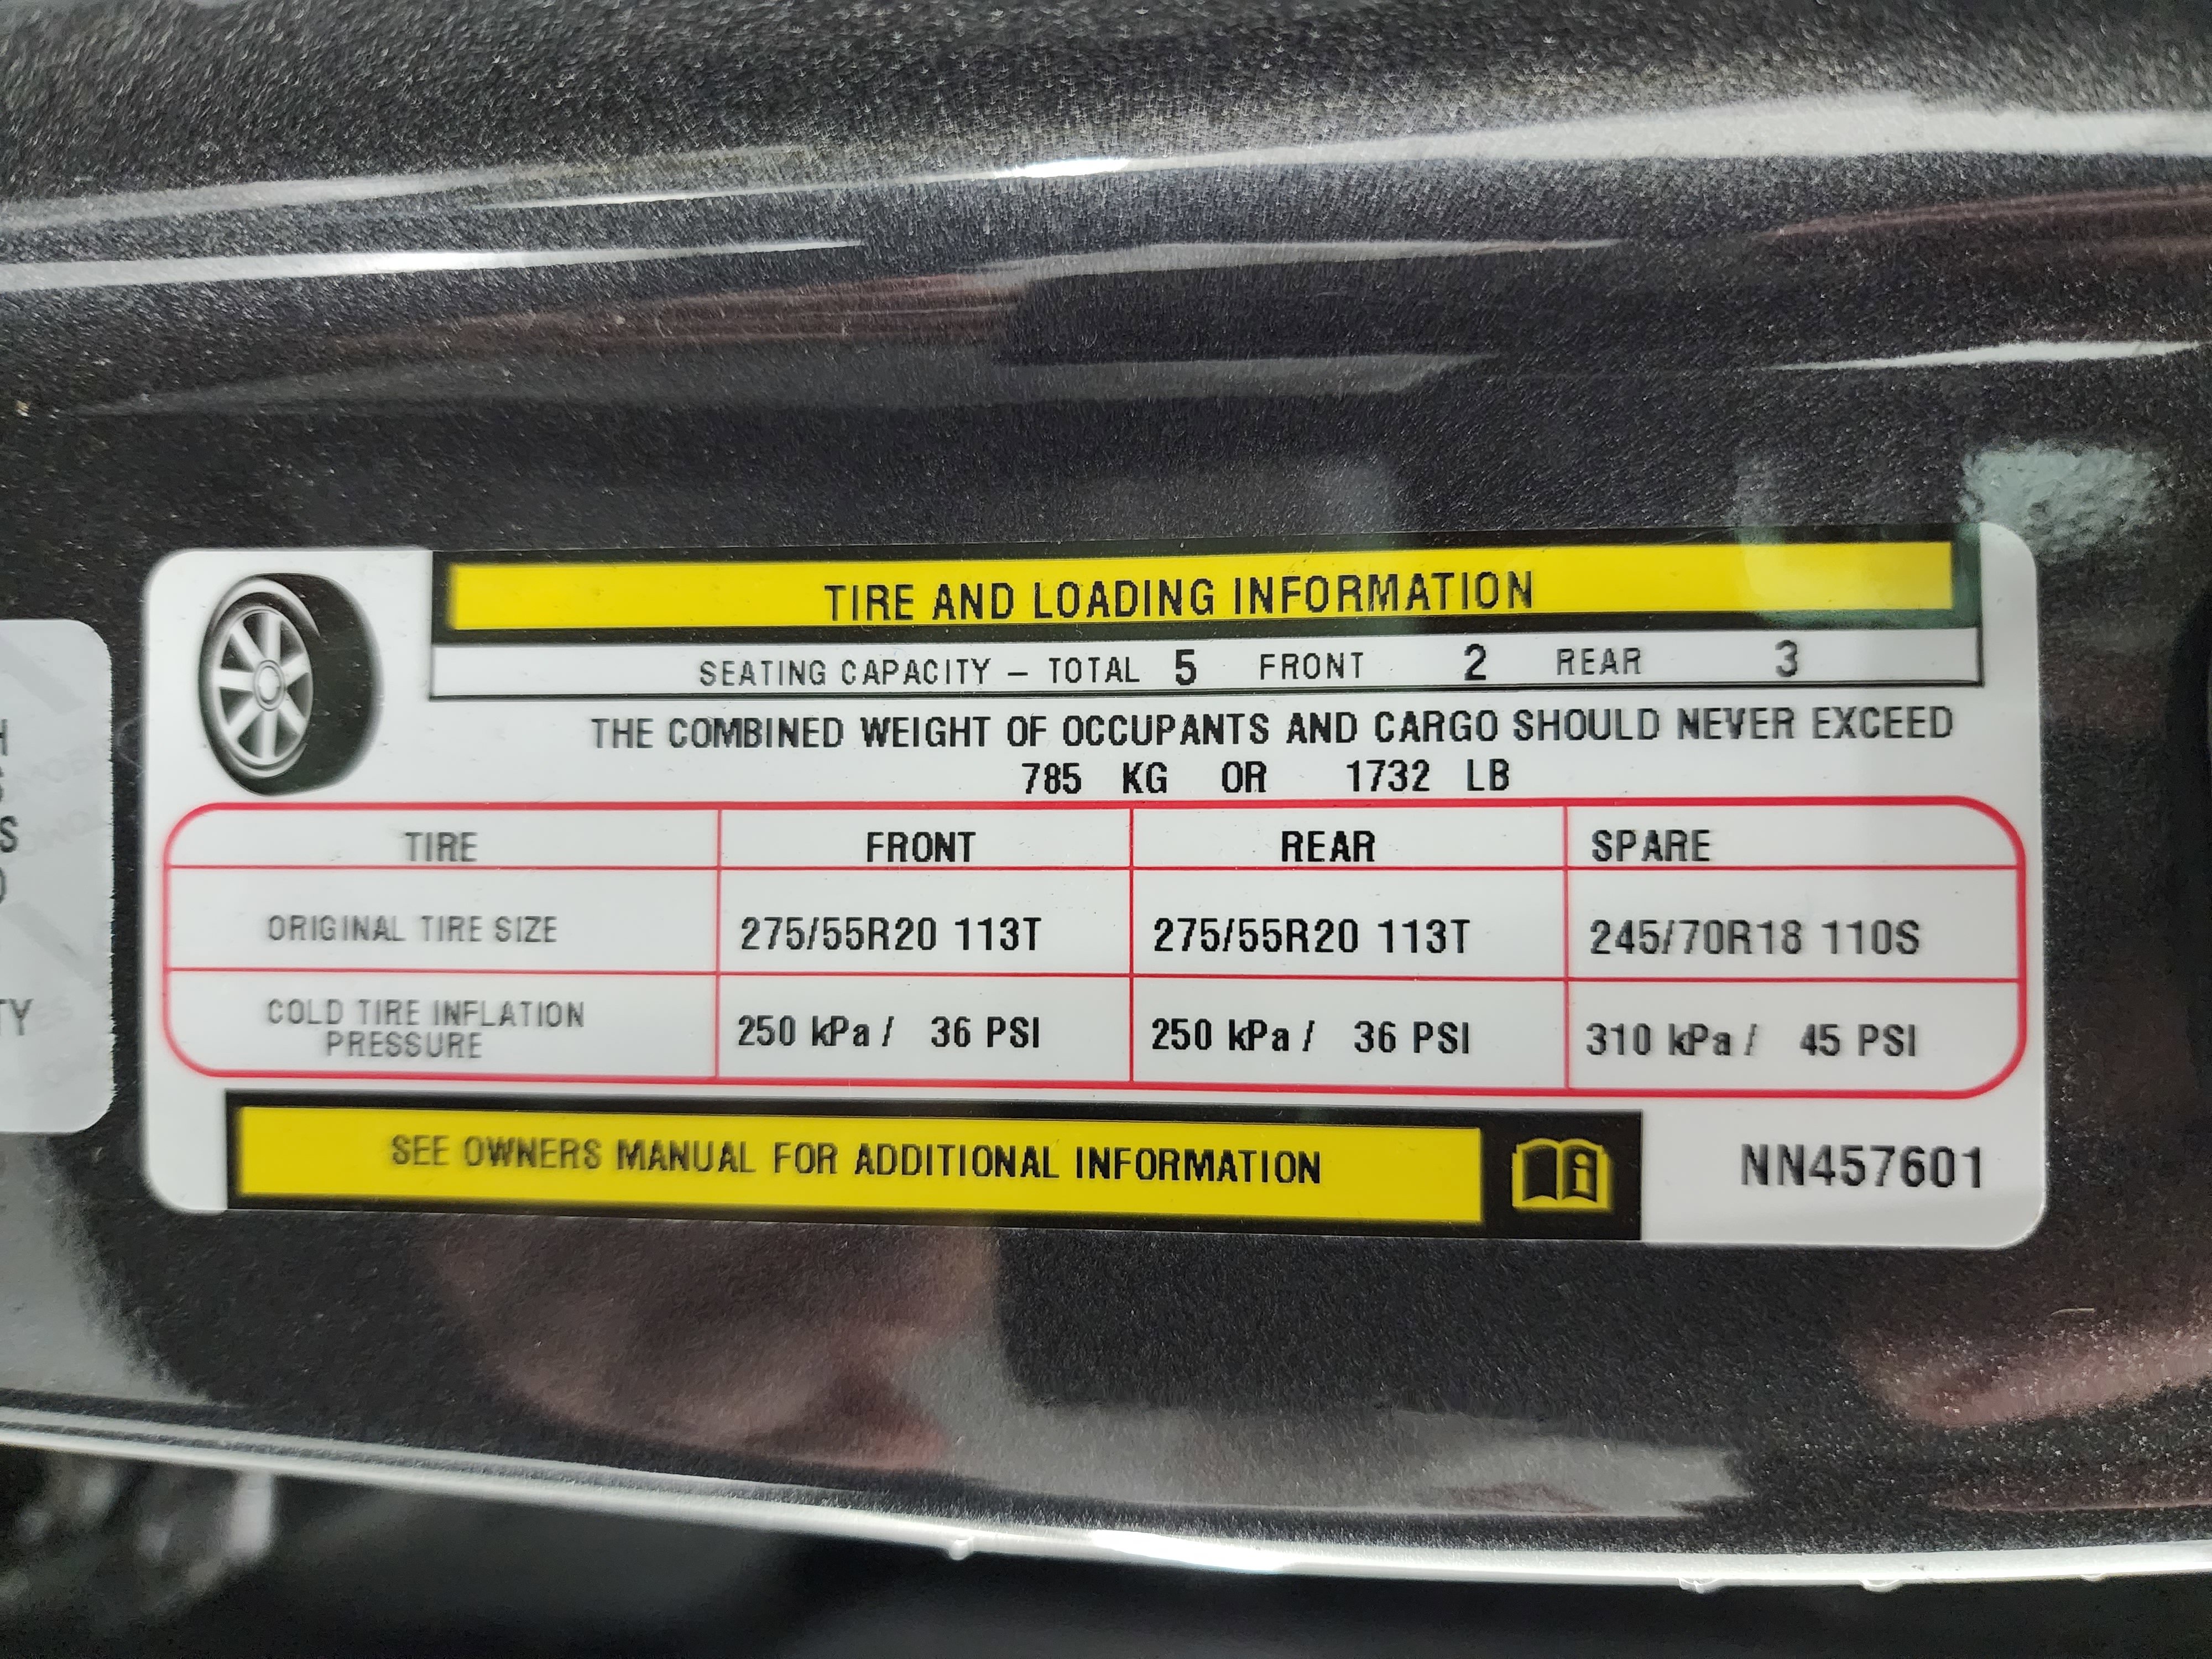 TIRE AND LOADING INFORMATION
SEATING CAPACITY – TOTAL 5 FRONT 2 REAR 3
THE COMBINED WEIGHT OF OCCUPANTS AND CARGO SHOULD NEVER EXCEED
785 KG OR 1732 LB
TIRE FRONT REAR SPARE
ORIGINAL TIRE SIZE 275/55R20 113T 275/55R20 113T 245/70R18 110S
COLD TIRE INFLATION
PRESSURE 250 kPa / 36 PSI 250 kPa / 36 PSI 310 kPa / 45 PSI
SEE OWNERS MANUAL FOR ADDITIONAL INFORMATION
NN457601